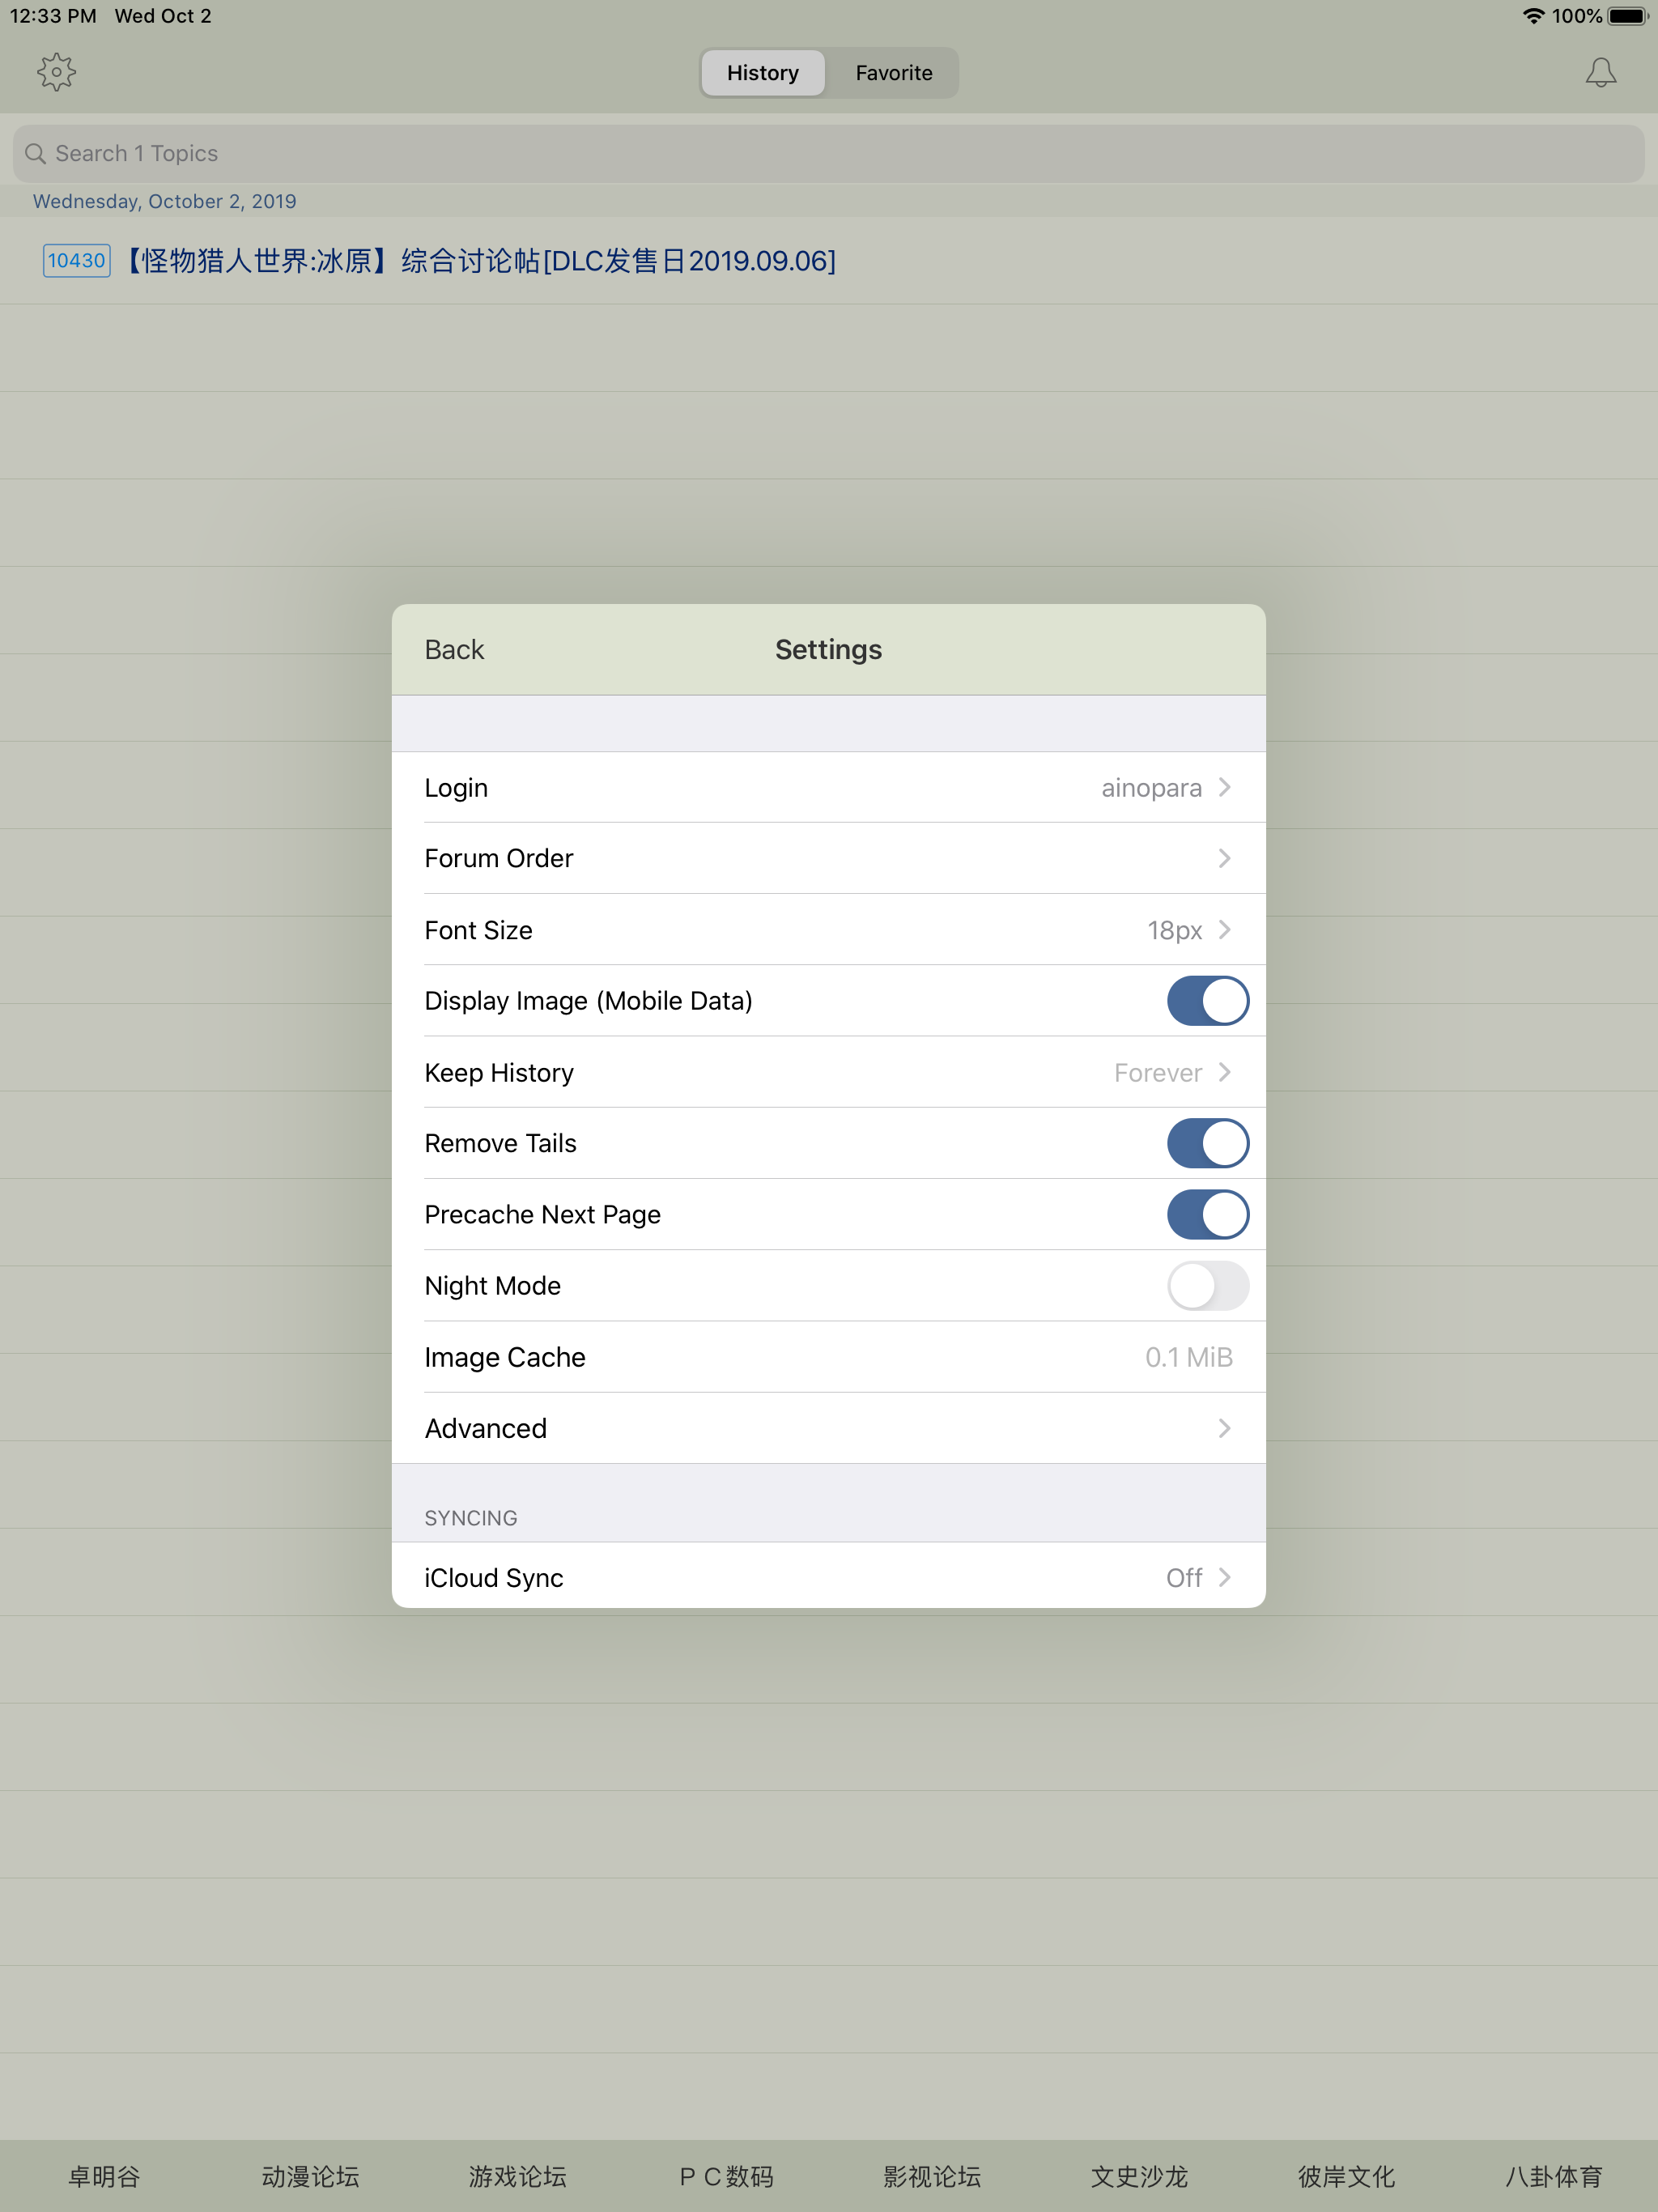 12:33 PM Wed Oct 2 100%
History Favorite
Search 1 Topics
Wednesday, October 2, 2019
10430 【怪物猎人世界:冰原】综合讨论帖[DLC发售日2019.09.06]
Back Settings
Login ainopara
Forum Order
Font Size 18px
Display Image (Mobile Data)
Keep History Forever
Remove Tails
Precache Next Page
Night Mode
Image Cache 0.1 MiB
Advanced
SYNCING
iCloud Sync Off
卓明谷 动漫论坛 游戏论坛 ＰＣ数码 影视论坛 文史沙龙 彼岸文化 八卦体育